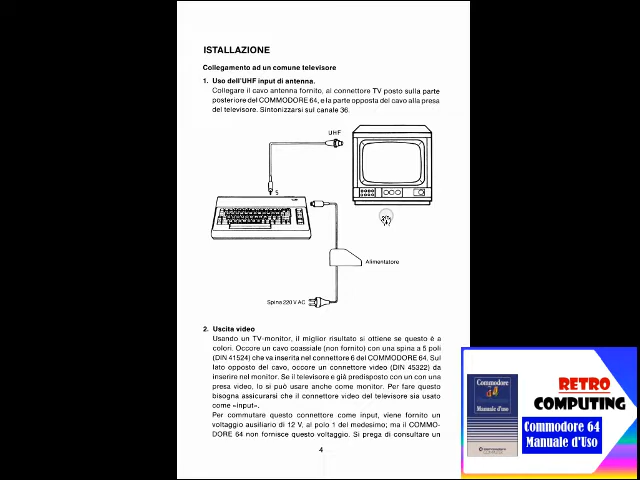 ISTALLAZIONE
Collegamento ad un comune televisore
1. Uso dell'UHF input di antenna.
Collegare il cavo antenna fornito, al connettore TV posto sulla parte
posteriore del COMMODORE 64, e la parte opposta del cavo alla presa
del televisore. Sintonizzarsi sul canale 36.
UHF
5
Alimentatore
Spina 220 V AC
2. Uscita video
Usando un TV-monitor, il miglior risultato si ottiene se questo è a
colori. Occore un cavo coassiale (non fornito) con una spina a 5 poli
(DIN 41524) che va inserita nel connettore 6 del COMMODORE 64. Sul
lato opposto del cavo, occore un connettore video (DIN 45322) da
inserire nel monitor. Se il televisore e già predisposto con un con una
presa video, lo si può usare anche come monitor. Per fare questo
bisogna assicurarsi che il connettore video del televisore sia usato
come «input».
Per commutare questo connettore come input, viene fornito un
voltaggio ausiliario di 12 V, al polo 1 del medesimo; ma il COMMO-
DORE 64 non fornisce questo voltaggio. Si prega di consultare un
4
Commodore
64
Manuale d'uso
commodore
COMPUTER
RETRO
COMPUTING
Commodore 64
Manuale d'Uso